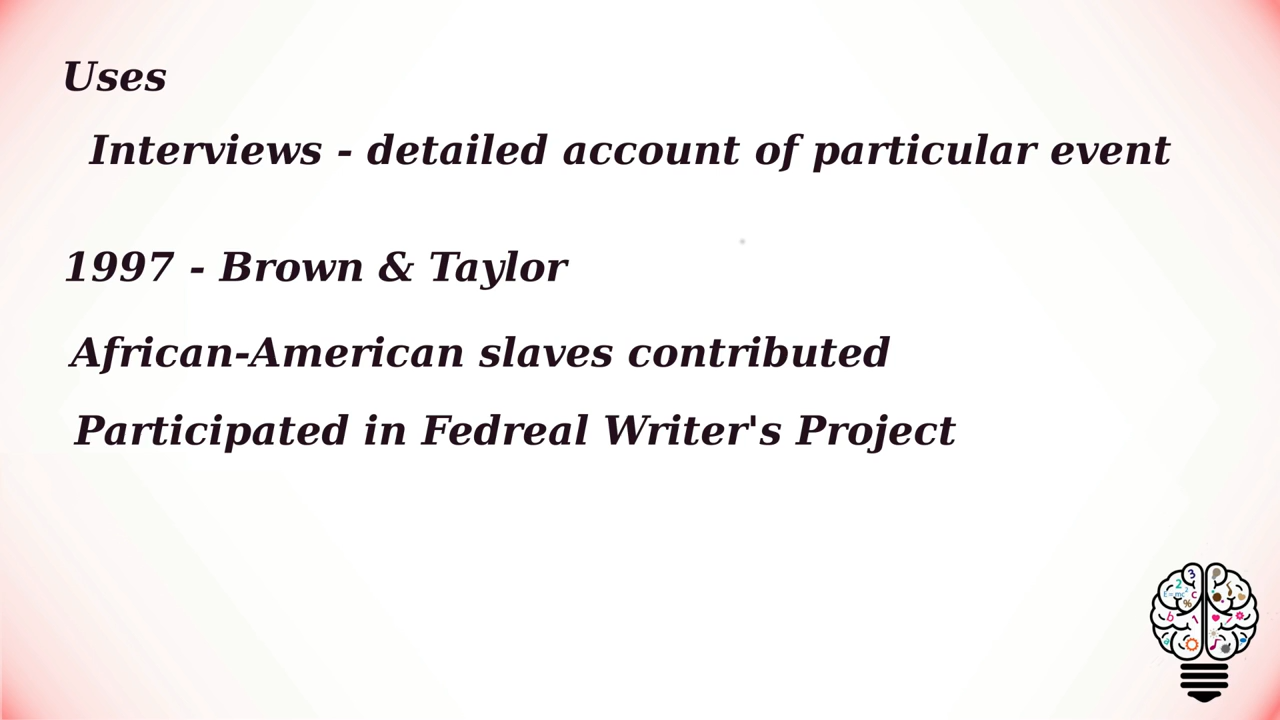 Uses
Interviews - detailed account of particular event
1997 - Brown & Taylor
African-American slaves contributed
Participated in Fedreal Writer's Project